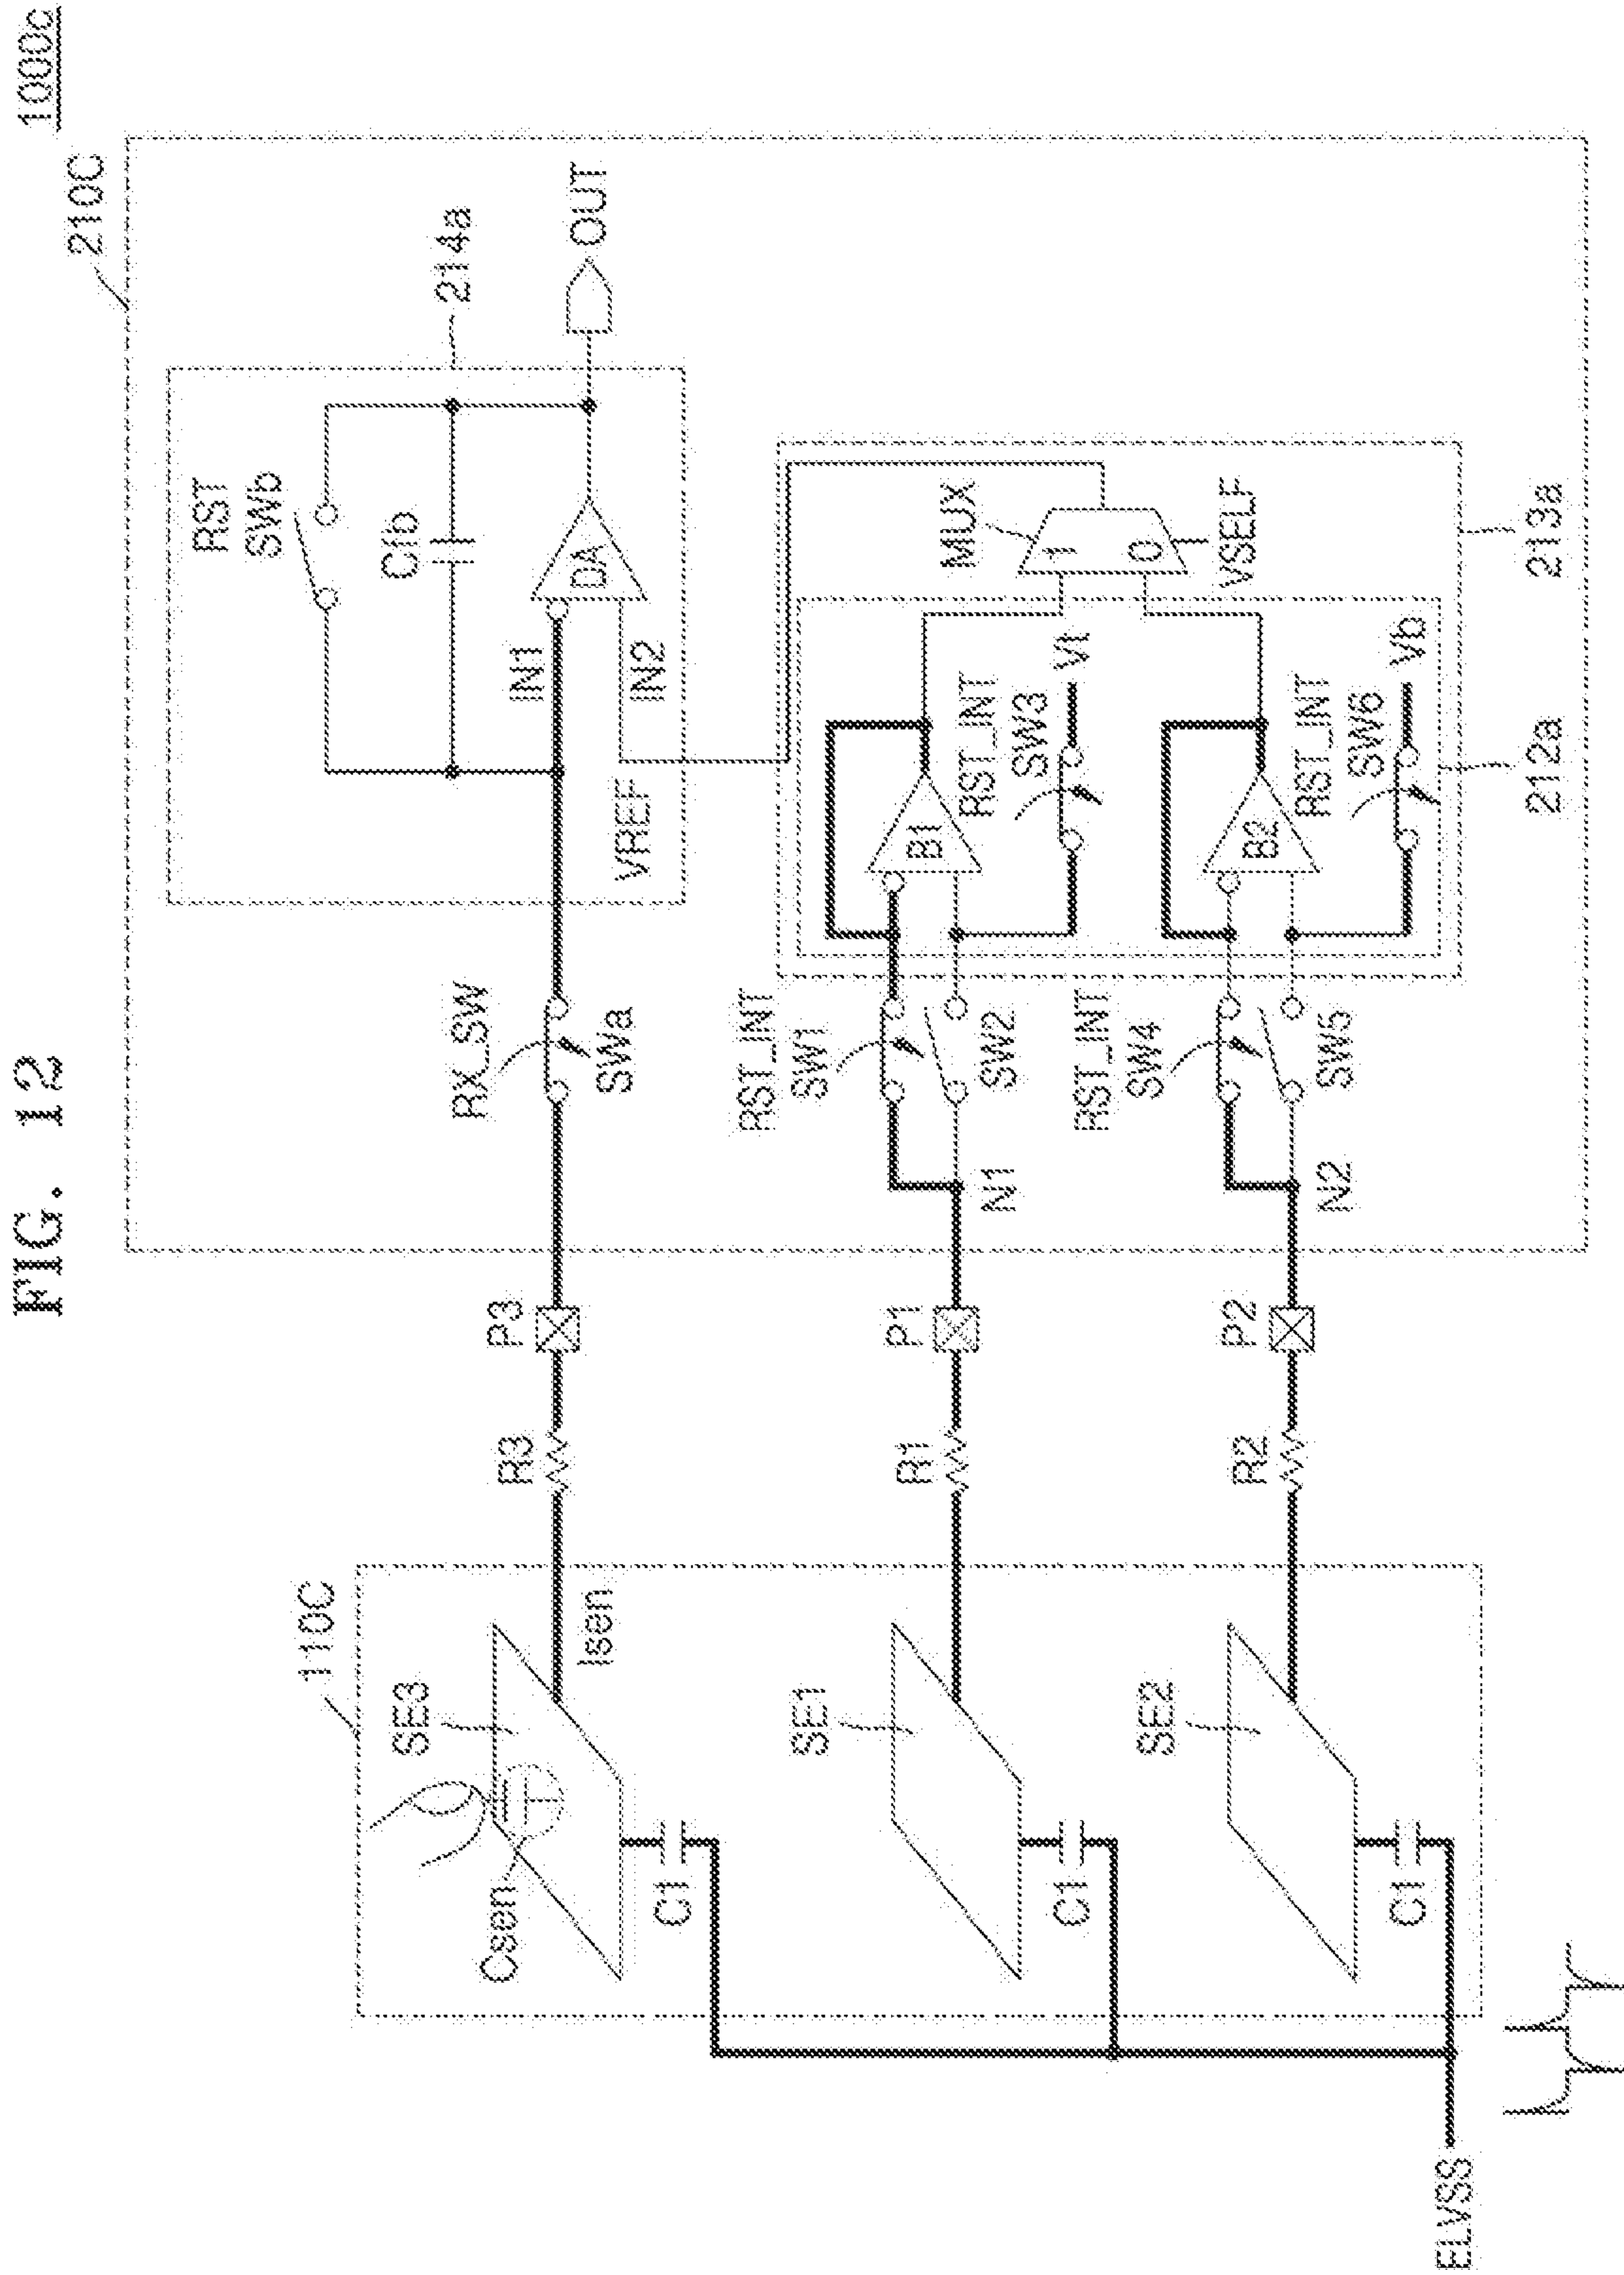 FIG. 12
1000c
210C
214a
RST
SWb
Cfb
OUT
DA
IN1
IN2
VREF
RX_SW
SWa
P3
R3
110C
SE3
Isen
Csen
C1
MUX
1
0
VSELF
213a
212a
B1
RST_INT
SW3
Vt
RST_INT
SW1
SW2
N1
P1
R1
SE1
C1
B2
RST_INT
SW6
Vb
RST_INT
SW4
SW5
N2
P2
R2
SE2
C1
ELVSS